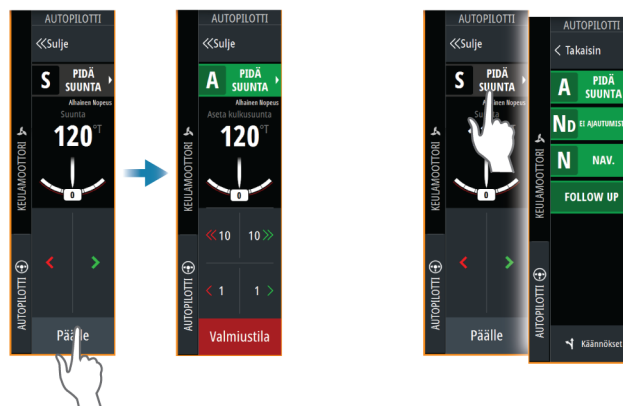 AUTOPILOTTI
«Sulje
S PIDÄ
SUUNTA
Alhainen Nopeus
Suunta
120°T
0
Päälle
KEULAMOOTTORI
AUTOPILOTTI
AUTOPILOTTI
«Sulje
A PIDÄ
SUUNTA
Alhainen Nopeus
Aseta kulkusuunta
120°T
0
10 10
1 1
Valmiustila
KEULAMOOTTORI
AUTOPILOTTI
AUTOPILOTTI
«Sulje
S PIDÄ
SUUNTA
0
Päälle
KEULAMOOTTORI
AUTOPILOTTI
AUTOPILOTTI
< Takaisin
A PIDÄ
SUUNTA
ND
N NAV.
FOLLOW UP
Käännökset
KEULAMOOTTORI
AUTOPILOTTI